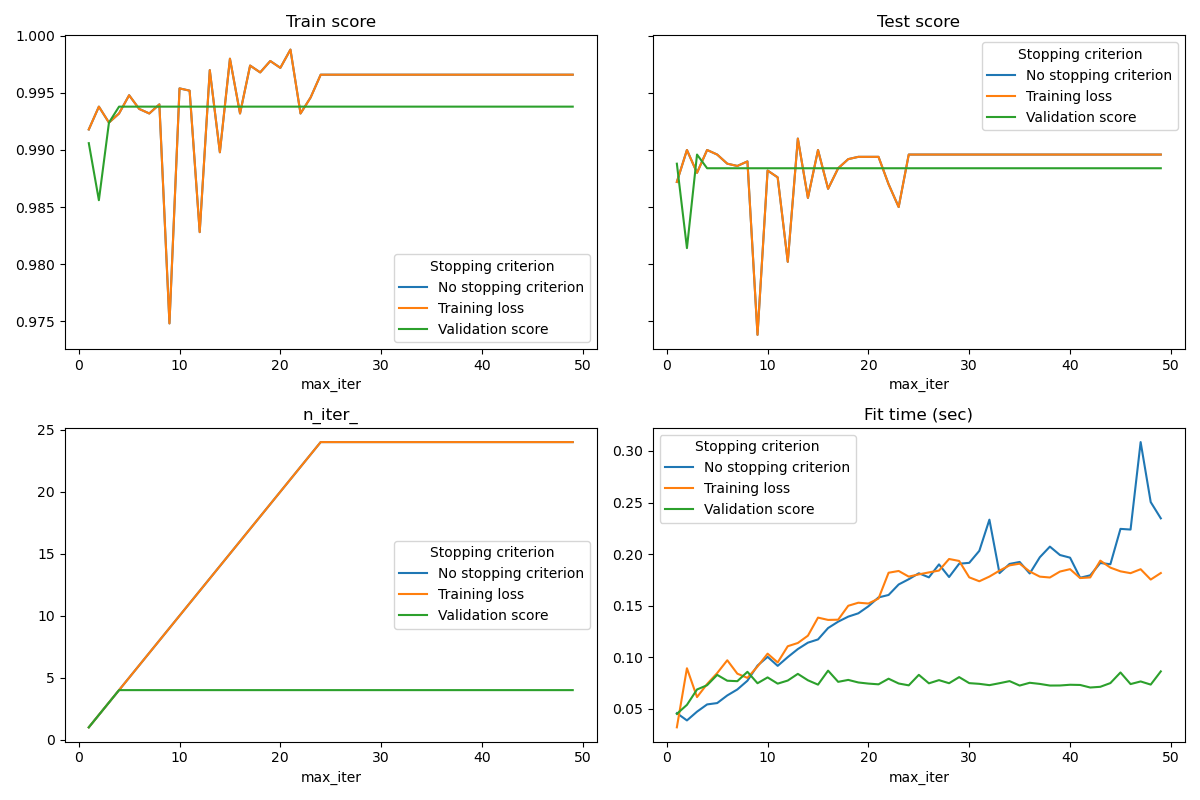 Train score
1.000
0.995
0.990
0.985
0.980
0.975
Stopping criterion
No stopping criterion
Training loss
Validation score
0 10 20 30 40 50
max_iter
Test score
Stopping criterion
No stopping criterion
Training loss
Validation score
0 10 20 30 40 50
max_iter
n_iter_
25
20
15
10
5
0
Stopping criterion
No stopping criterion
Training loss
Validation score
0 10 20 30 40 50
max_iter
Fit time (sec)
Stopping criterion
No stopping criterion
Training loss
Validation score
0.30
0.25
0.20
0.15
0.10
0.05
0 10 20 30 40 50
max_iter